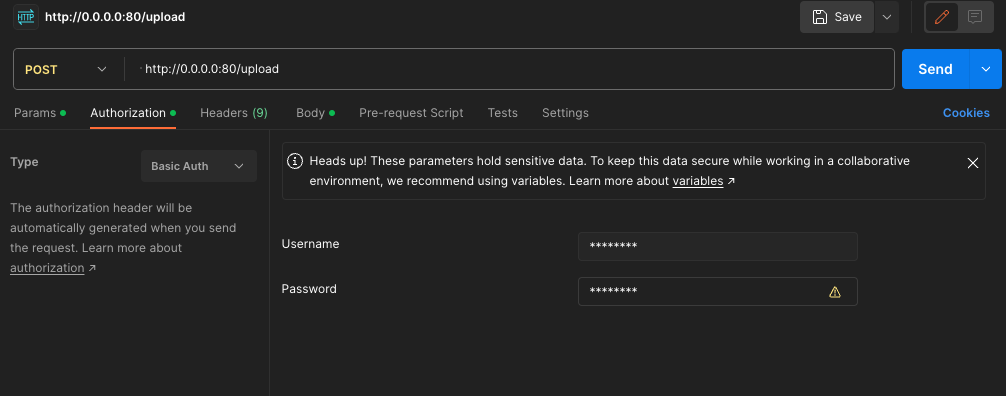 HTTP http://0.0.0.0:80/upload Save
POST http://0.0.0.0:80/upload Send
Params Authorization Headers (9) Body Pre-request Script Tests Settings Cookies
Type Basic Auth
The authorization header will be
automatically generated when you send
the request. Learn more about
authorization ↗
Heads up! These parameters hold sensitive data. To keep this data secure while working in a collaborative
environment, we recommend using variables. Learn more about variables ↗
Username ********
Password ********